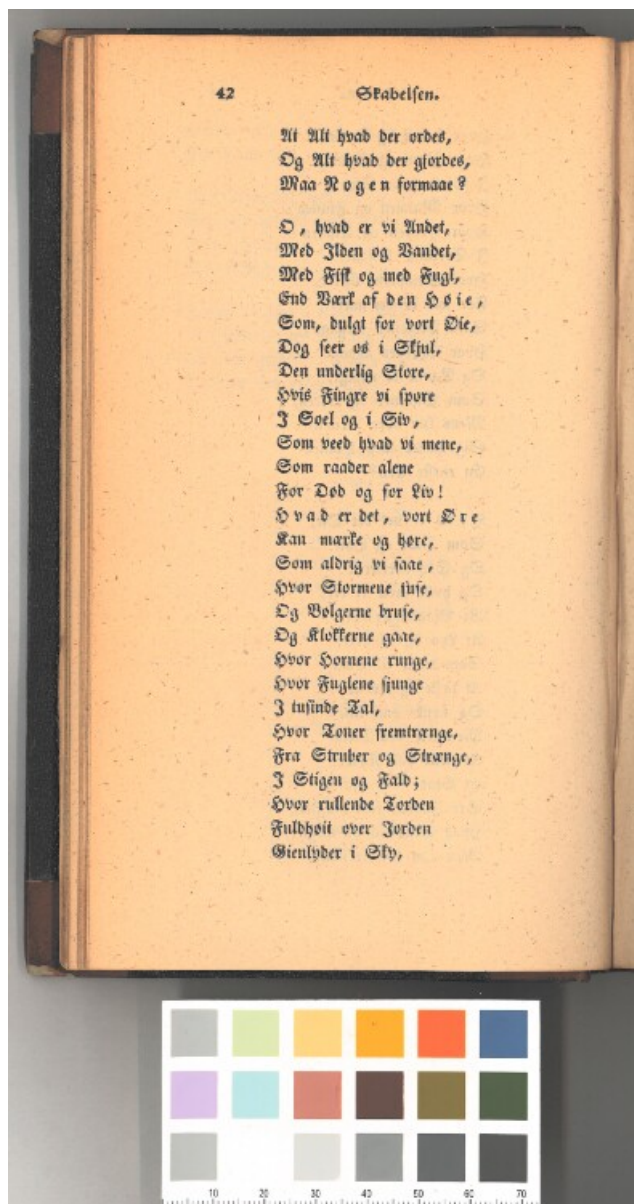 42 Skabelsen.
At Alt hvad der ordes,
Og Alt hvad der gjordes,
Maa Nogen formaae?
O, hvad er vi Andet,
Med Ilden og Vandet,
Med Fisk og med Fugl,
End Værk af den Høie,
Som, dulgt for vort Øie,
Dog seer os i Skjul,
Den underlig Store,
Hvis Fingre vi spore
I Soel og i Siv,
Som veed hvad vi mene,
Som raader alene
For Død og for Liv!
Hvad er det, vort Øre
Kan mærke og høre,
Som aldrig vi saae,
Hvor Stormene suse,
Og Bølgerne bruse,
Og Klokkerne gaae,
Hvor Hornene runge,
Hvor Fuglene sjunge
I tusinde Tal,
Hvor Toner fremtrænge,
Fra Struber og Strænge,
I Stigen og Fald;
Hvor rullende Torden
Fuldhøit over Jorden
Gienlyder i Sky,
10 20 30 40 50 60 70